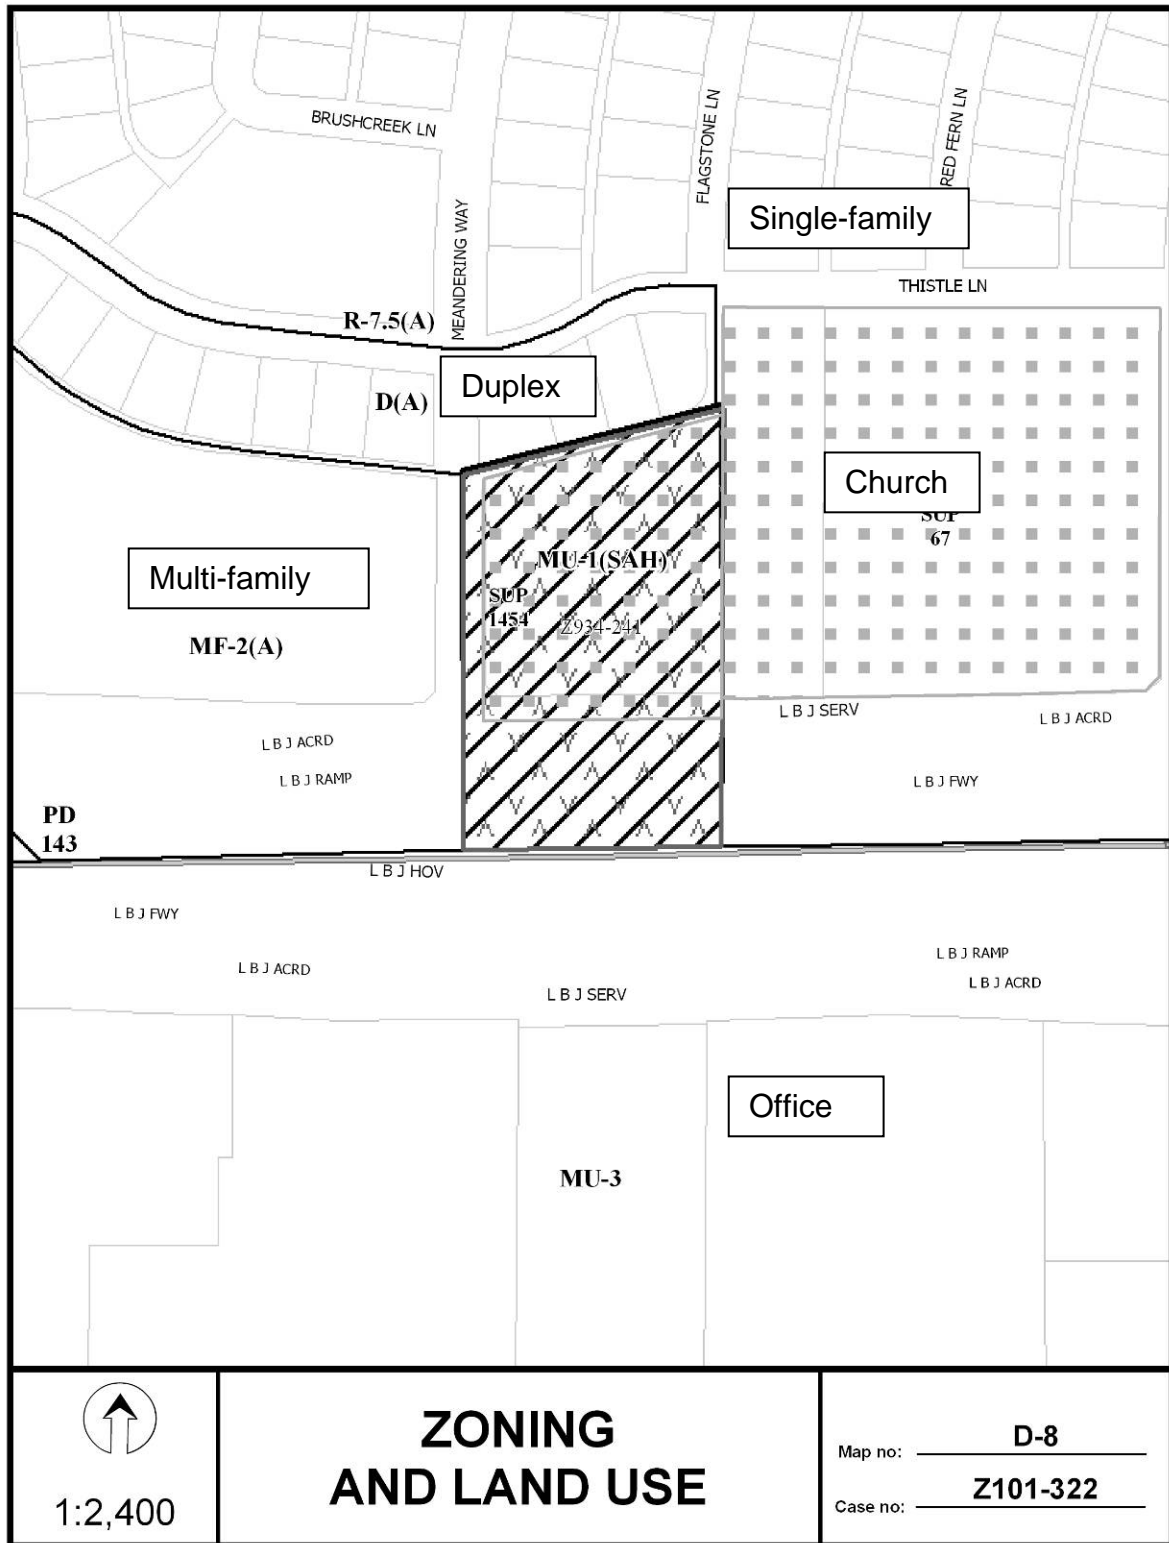 BRUSHCREEK LN
FLAGSTONE LN
RED FERN LN
MEANDERING WAY
Single-family
THISTLE LN
R-7.5(A)
Duplex
D(A)
Church
SUP
67
Multi-family
MU-1(SAH)
SUP
1454
Z934-241
MF-2(A)
L B J SERV
L B J ACRD
L B J ACRD
L B J RAMP
L B J FWY
PD
143
L B J HOV
L B J FWY
L B J RAMP
L B J ACRD
L B J ACRD
L B J SERV
Office
MU-3
1:2,400
ZONING
AND LAND USE
Map no: D-8
Case no: Z101-322